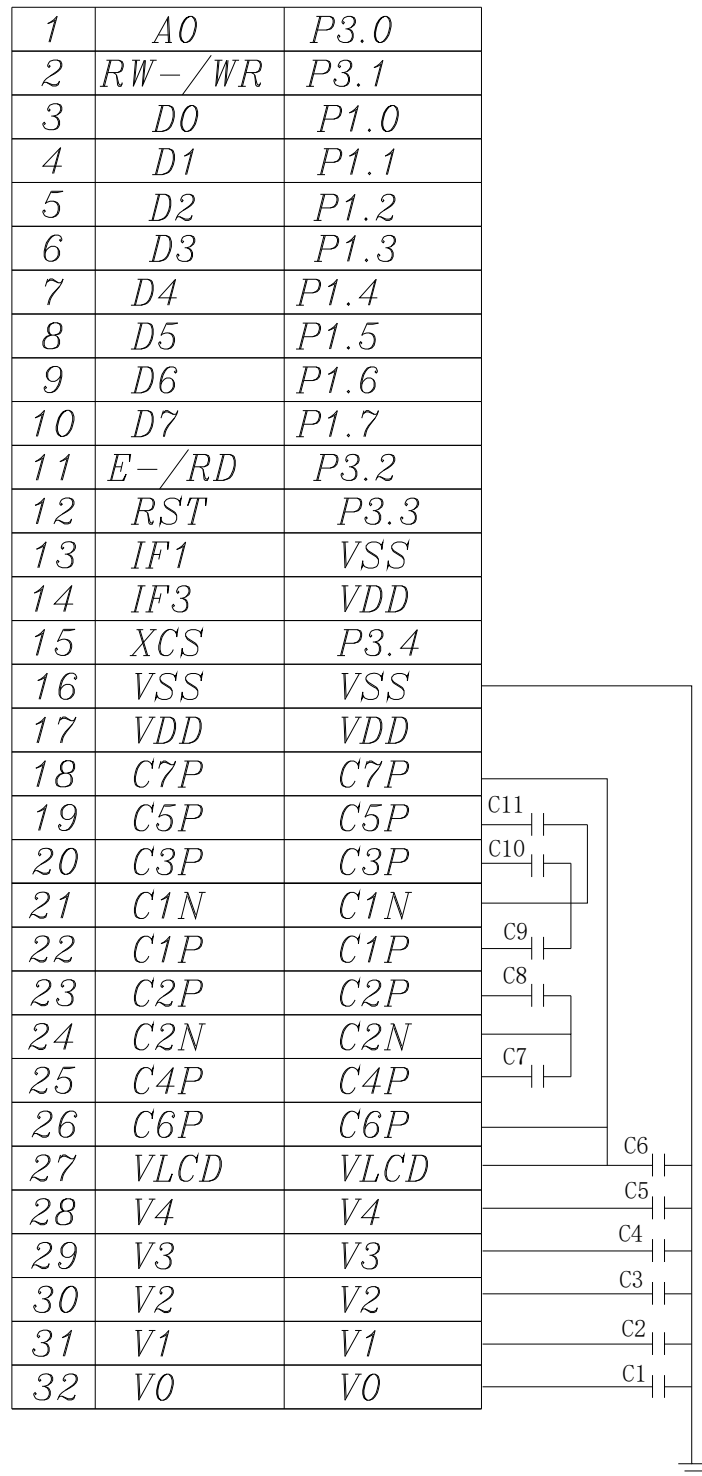 1 A0 P3.0
2 RW-/WR P3.1
3 D0 P1.0
4 D1 P1.1
5 D2 P1.2
6 D3 P1.3
7 D4 P1.4
8 D5 P1.5
9 D6 P1.6
10 D7 P1.7
11 E-/RD P3.2
12 RST P3.3
13 IF1 VSS
14 IF3 VDD
15 XCS P3.4
16 VSS VSS
17 VDD VDD
18 C7P C7P
19 C5P C5P C11
20 C3P C3P C10
21 C1N C1N
22 C1P C1P C9
23 C2P C2P C8
24 C2N C2N
25 C4P C4P C7
26 C6P C6P
27 VLCD VLCD C6
28 V4 V4 C5
29 V3 V3 C4
30 V2 V2 C3
31 V1 V1 C2
32 V0 V0 C1